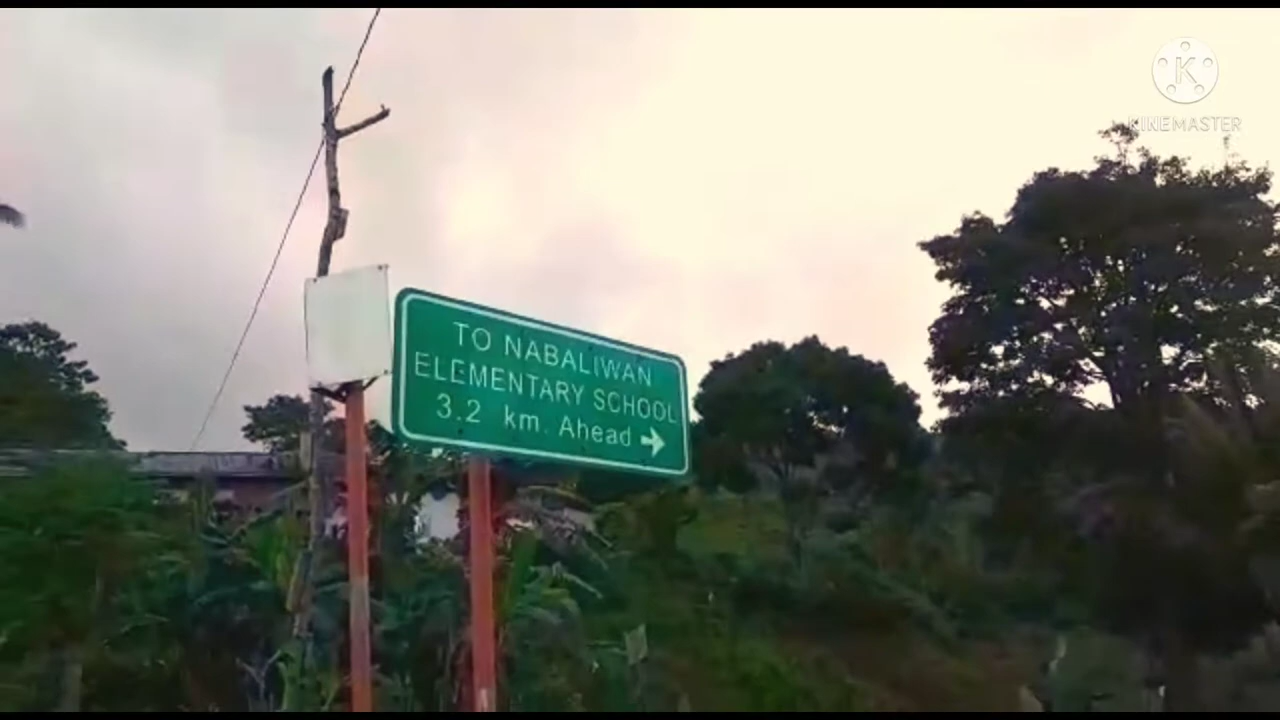 K
KINEMASTER
TO NABALIWAN
ELEMENTARY SCHOOL
3.2 km. Ahead